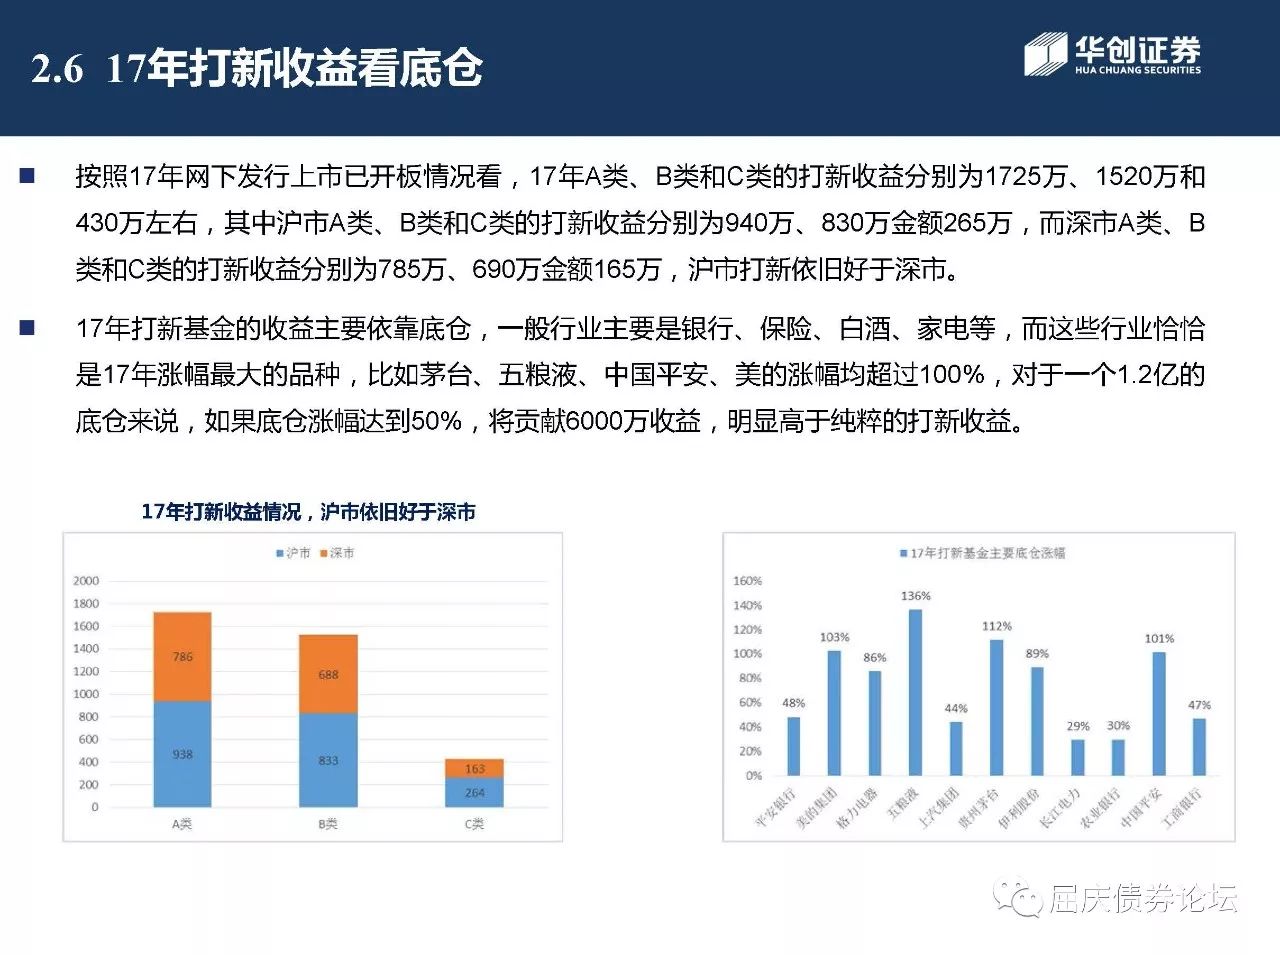 2.6 17年打新收益看底仓
华创证券
HUA CHUANG SECURITIES
■ 按照17年网下发行上市已开板情况看，17年A类、B类和C类的打新收益分别为1725万、1520万和
430万左右，其中沪市A类、B类和C类的打新收益分别为940万、830万金额265万，而深市A类、B
类和C类的打新收益分别为785万、690万金额165万，沪市打新依旧好于深市。
■ 17年打新基金的收益主要依靠底仓，一般行业主要是银行、保险、白酒、家电等，而这些行业恰恰
是17年涨幅最大的品种，比如茅台、五粮液、中国平安、美的涨幅均超过100%，对于一个1.2亿的
底仓来说，如果底仓涨幅达到50%，将贡献6000万收益，明显高于纯粹的打新收益。
17年打新收益情况，沪市依旧好于深市
沪市 深市
2000
1800
1600
1400
1200
1000
800
600
400
200
0
786
938
688
833
163
264
A类 B类 C类
17年打新基金主要底仓涨幅
160%
140%
120%
100%
80%
60%
40%
20%
0%
48%
103%
86%
136%
44%
112%
89%
29%
30%
101%
47%
平安银行
美的集团
格力电器
五粮液
上汽集团
贵州茅台
伊利股份
长江电力
农业银行
中国平安
工商银行
屈庆债券论坛